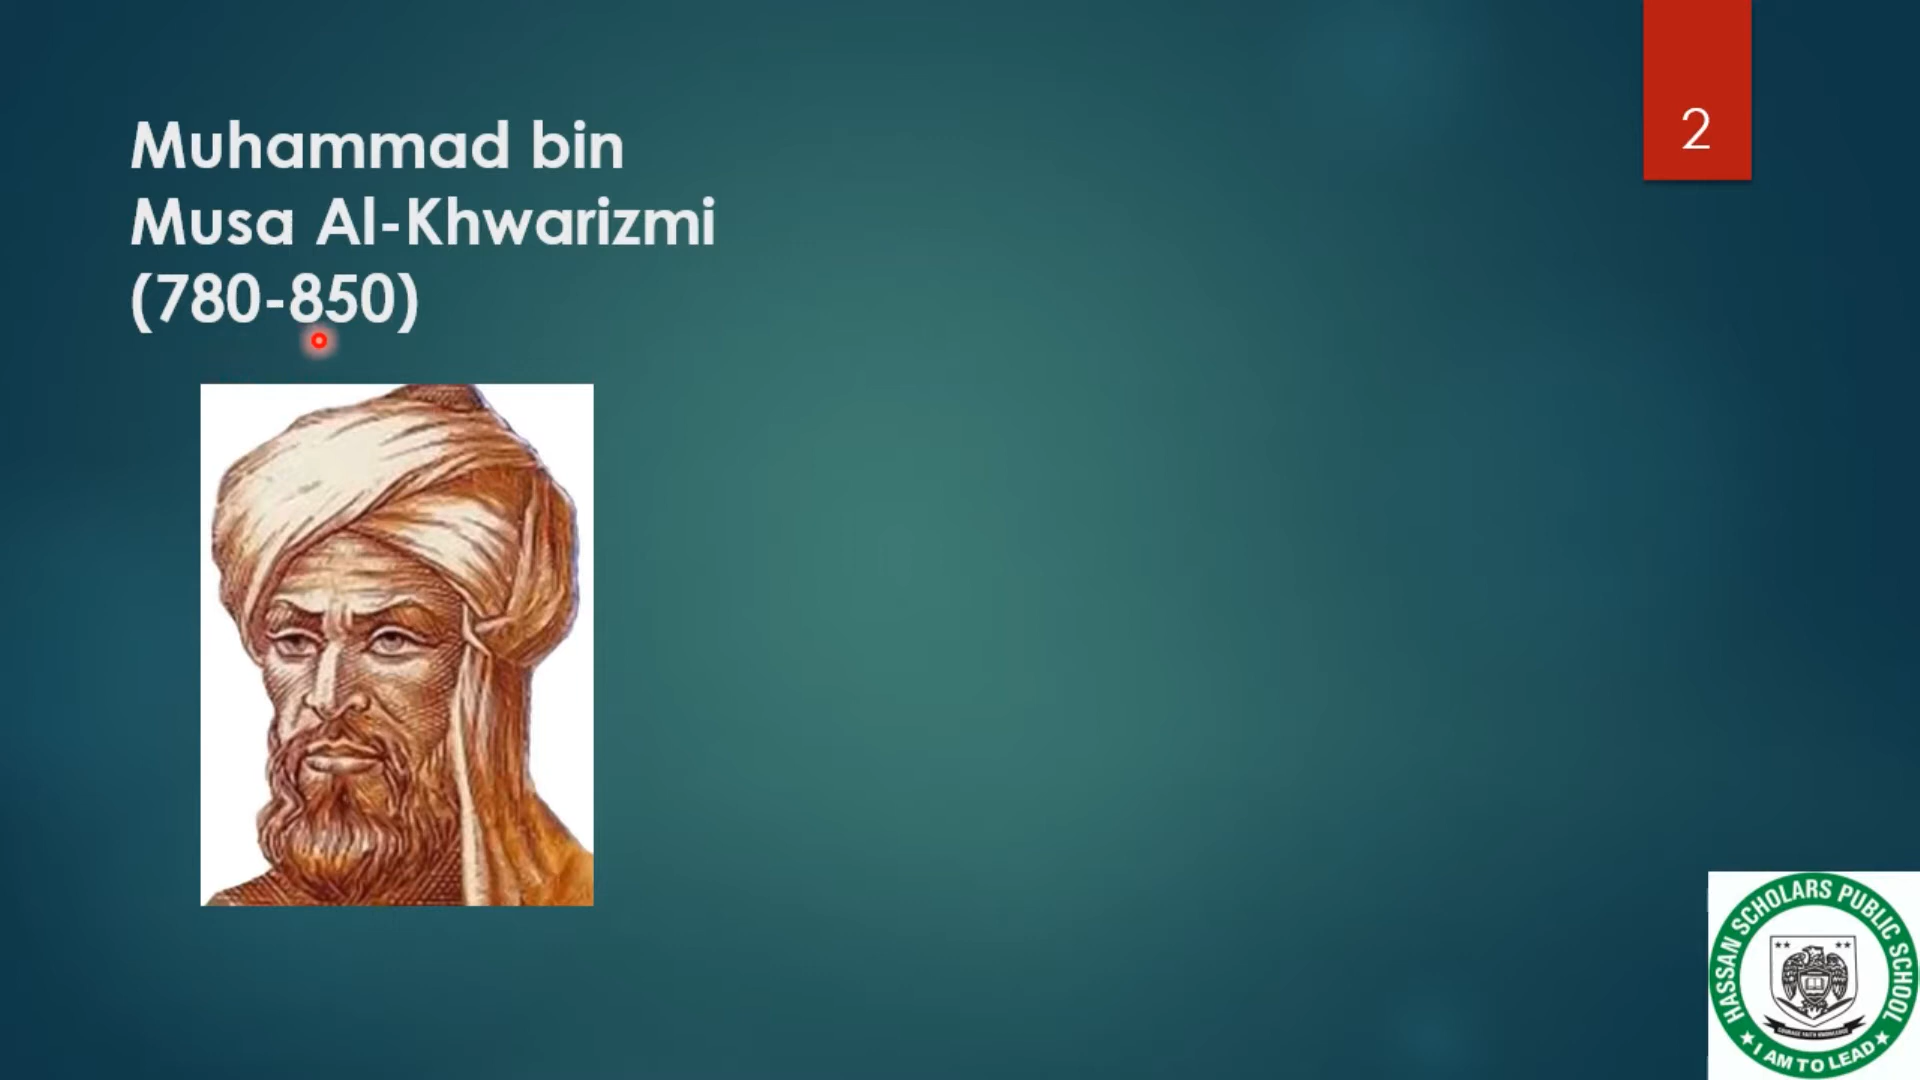 Muhammad bin
Musa Al-Khwarizmi
(780-850)
2
HASSAN SCHOLARS PUBLIC SCHOOL
I AM TO LEAD